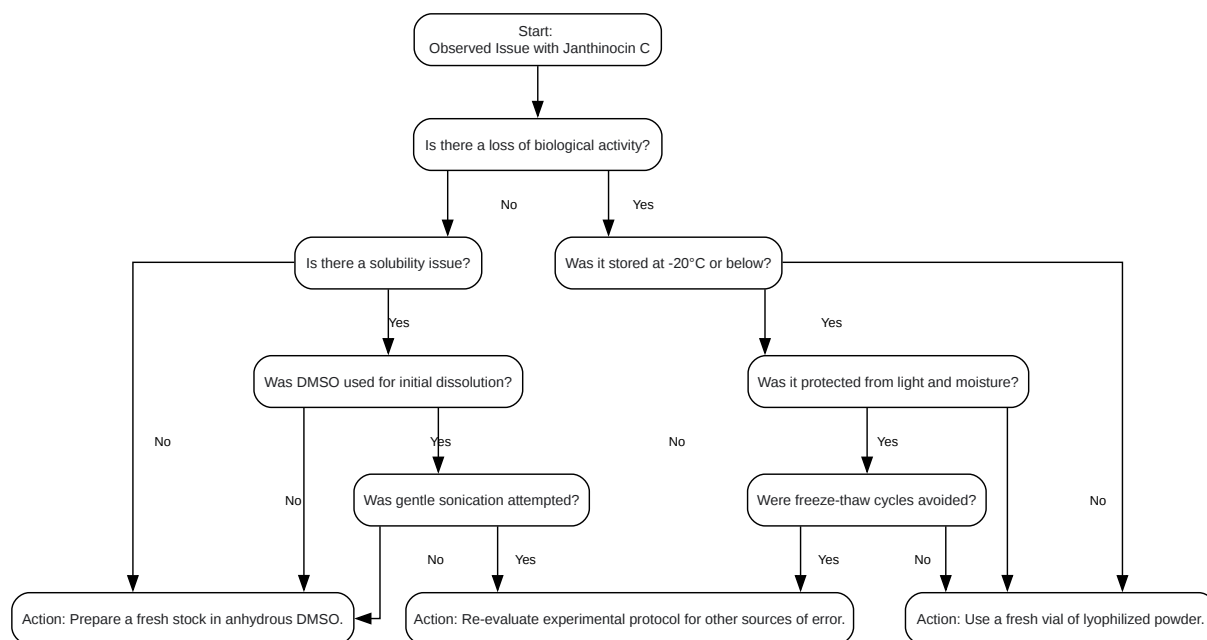 Start:
Observed Issue with Janthinocin C
Is there a loss of biological activity?
No
Yes
Is there a solubility issue?
Was it stored at -20°C or below?
Yes
Yes
Was DMSO used for initial dissolution?
Was it protected from light and moisture?
No
Yes
No
Yes
Was gentle sonication attempted?
Were freeze-thaw cycles avoided?
No
No
No
Yes
Yes
No
Action: Prepare a fresh stock in anhydrous DMSO.
Action: Re-evaluate experimental protocol for other sources of error.
Action: Use a fresh vial of lyophilized powder.